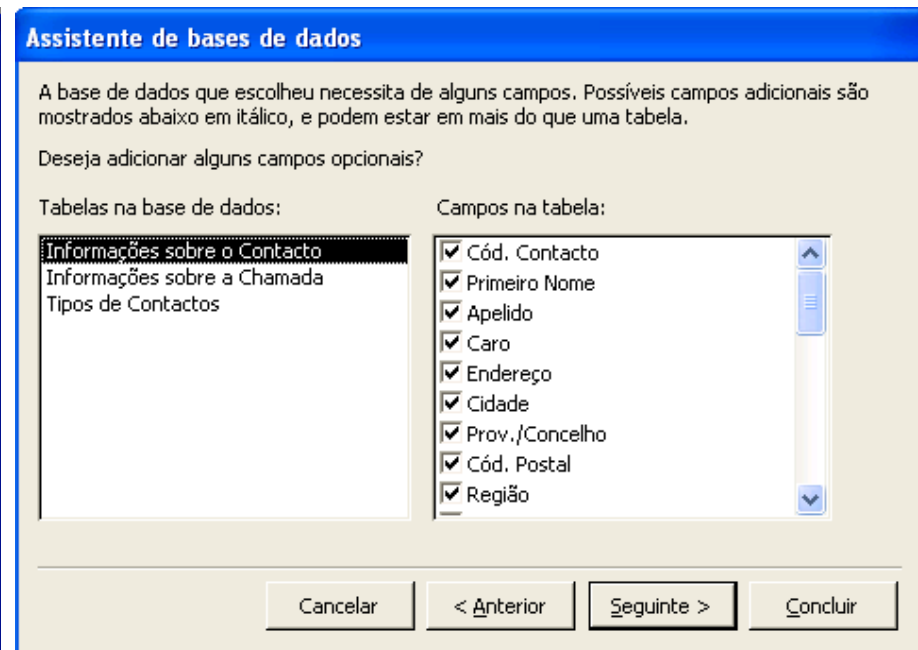 Assistente de bases de dados
A base de dados que escolheu necessita de alguns campos. Possíveis campos adicionais são
mostrados abaixo em itálico, e podem estar em mais do que uma tabela.
Deseja adicionar alguns campos opcionais?
Tabelas na base de dados:
Informações sobre o Contacto
Informações sobre a Chamada
Tipos de Contactos
Campos na tabela:
Cód. Contacto
Primeiro Nome
Apelido
Caro
Endereço
Cidade
Prov./Concelho
Cód. Postal
Região
Cancelar
< Anterior
Seguinte >
Concluir